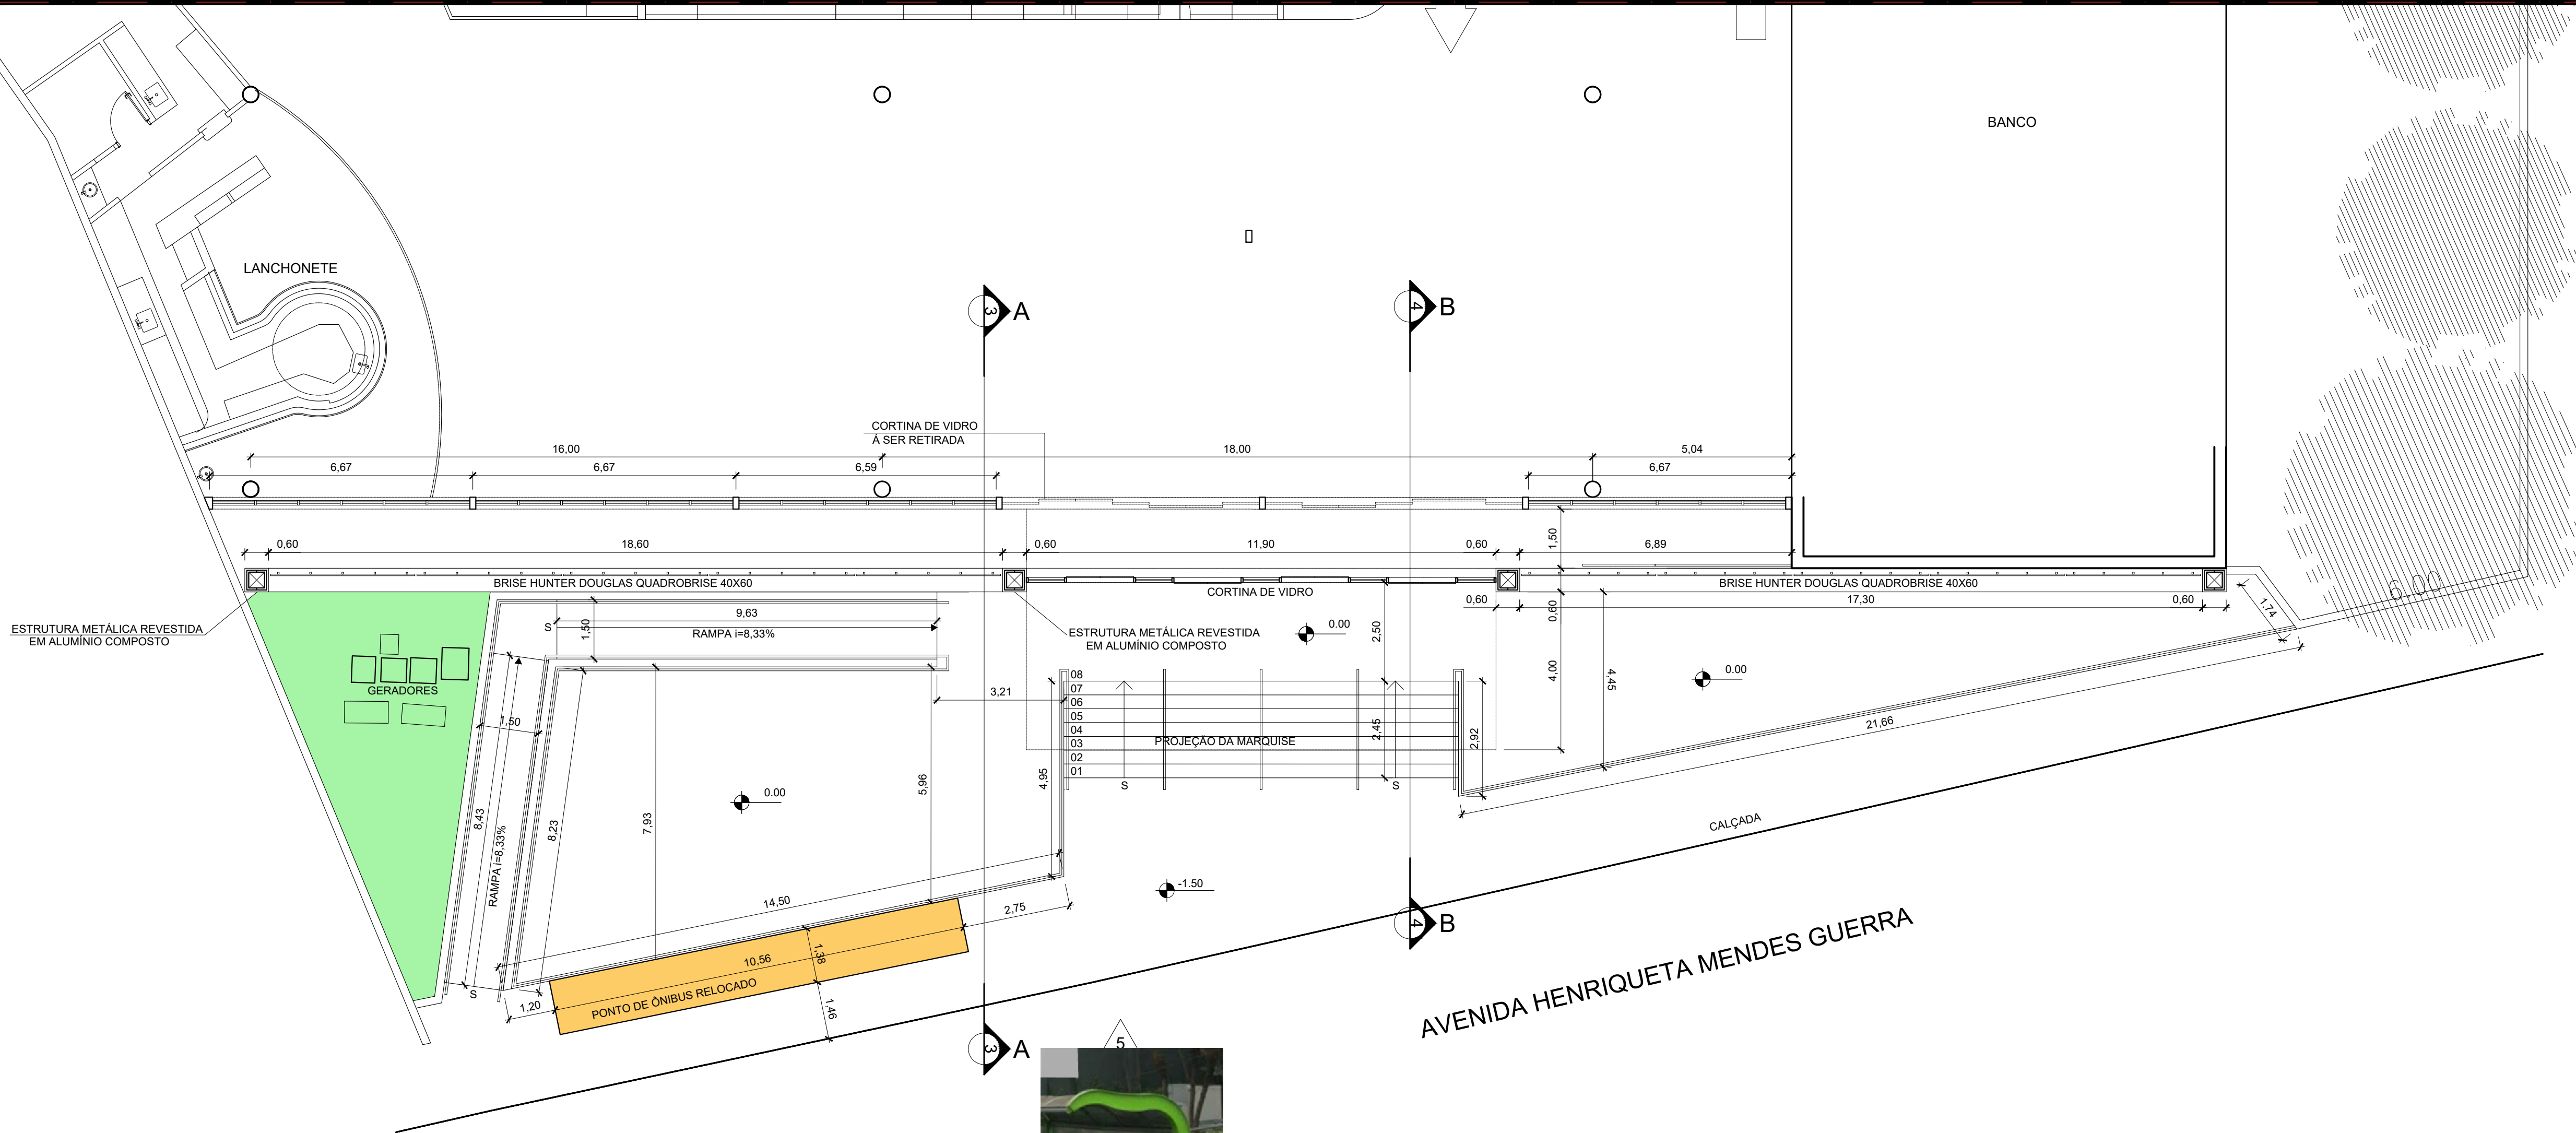 BANCO
LANCHONETE
3 A
4 B
CORTINA DE VIDRO
Á SER RETIRADA
16,00
18,00
5,04
6,67
6,67
6,59
6,67
1,50
0,60
18,60
0,60
11,90
0,60
6,89
BRISE HUNTER DOUGLAS QUADROBRISE 40X60
BRISE HUNTER DOUGLAS QUADROBRISE 40X60
6,00
CORTINA DE VIDRO
0,60
0,60
17,30
0,60
1,74
ESTRUTURA METÁLICA REVESTIDA
EM ALUMÍNIO COMPOSTO
9,63
S
RAMPA i=8,33%
1,50
ESTRUTURA METÁLICA REVESTIDA
EM ALUMÍNIO COMPOSTO
0.00
2,50
4,00
4,45
0.00
GERADORES
3,21
08
07
06
05
04
03
02
01
PROJEÇÃO DA MARQUISE
2,45
2,92
S
S
1,50
21,66
4,95
5,96
0.00
7,93
8,23
8,43
RAMPA i=8,33%
CALÇADA
-1.50
14,50
2,75
1,38
10,56
PONTO DE ÔNIBUS RELOCADO
1,20
1,46
S
4 B
AVENIDA HENRIQUETA MENDES GUERRA
3 A
5